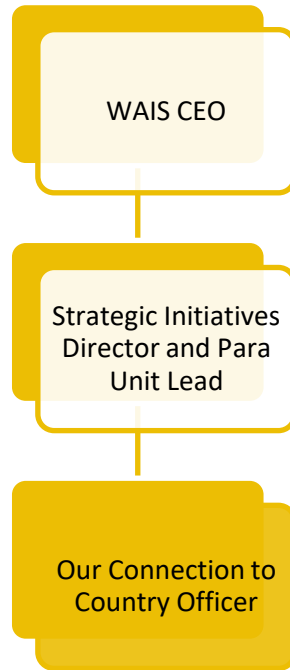 WAIS CEO
Strategic Initiatives
Director and Para
Unit Lead
Our Connection to
Country Officer